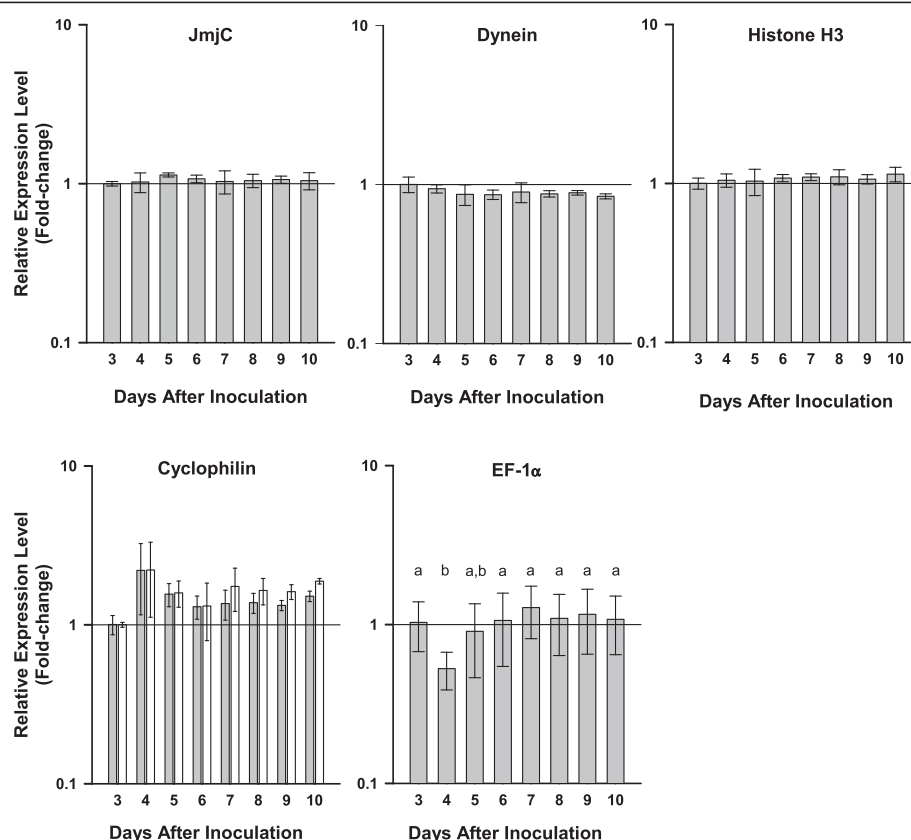 JmjC
Dynein
Histone H3
Relative Expression Level
(Fold-change)
10
1
0.1
3 4 5 6 7 8 9 10
Days After Inoculation
10
1
0.1
3 4 5 6 7 8 9 10
Days After Inoculation
10
1
0.1
3 4 5 6 7 8 9 10
Days After Inoculation
Cyclophilin
Relative Expression Level
(Fold-change)
10
1
0.1
3 4 5 6 7 8 9 10
Days After Inoculation
EF-1α
10
1
0.1
a b a,b a a a a a
3 4 5 6 7 8 9 10
Days After Inoculation